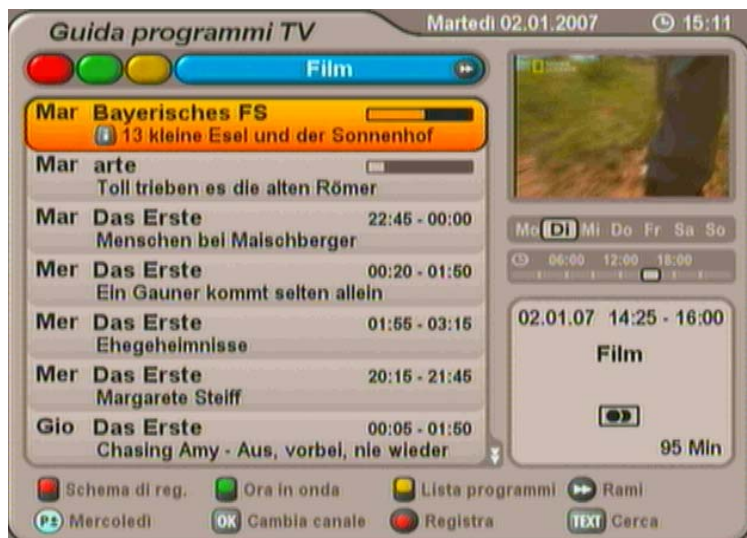 Guida programmi TV
Martedì 02.01.2007 15:11
Film
Mar Bayerisches FS
13 kleine Esel und der Sonnenhof
Mar arte
Toll trieben es die alten Römer
Mar Das Erste 22:45 - 00:00
Menschen bei Maischberger
Mer Das Erste 00:20 - 01:50
Ein Gauner kommt selten allein
Mer Das Erste 01:55 - 03:15
Ehegeheimnisse
Mer Das Erste 20:15 - 21:45
Margarete Steiff
Gio Das Erste 00:05 - 01:50
Chasing Amy - Aus, vorbei, nie wieder
Mo Di Mi Do Fr Sa So
06:00 12:00 18:00
02.01.07 14:25 - 16:00
Film
95 Min
Schema di reg. Ora in onda Lista programmi Rami
P± Mercoledì OK Cambia canale Registra TEXT Cerca